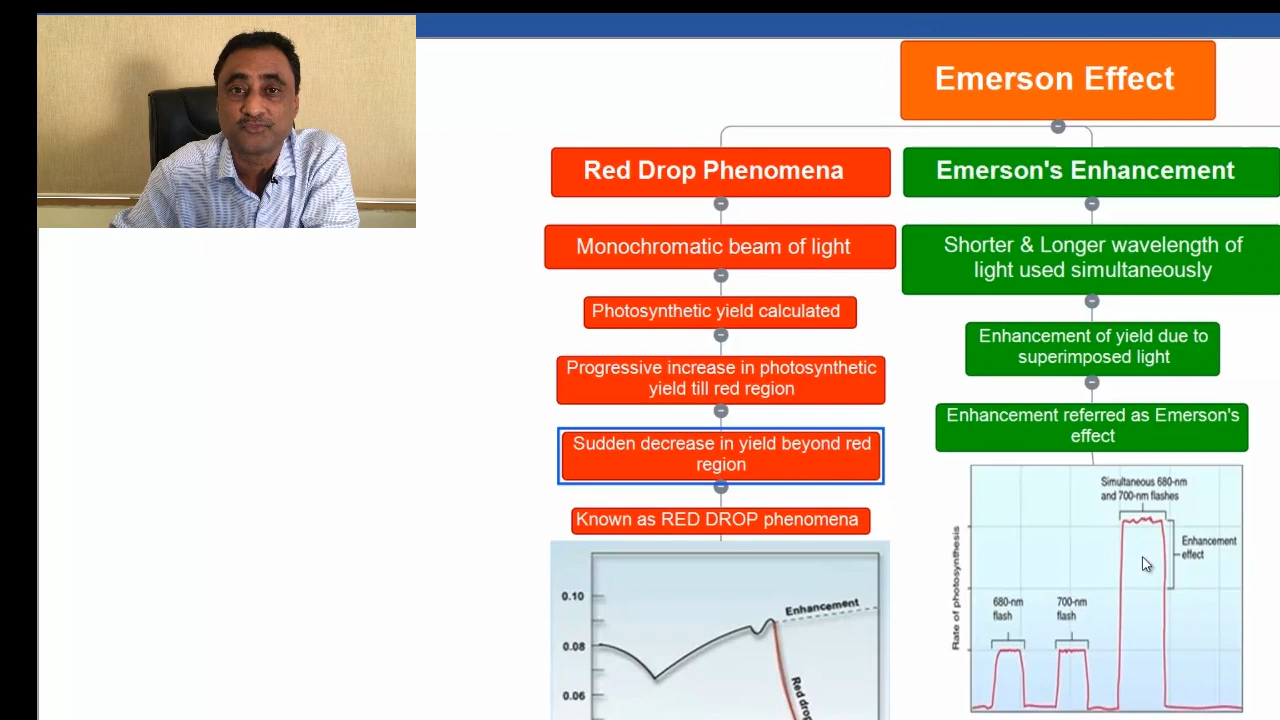 Emerson Effect
Red Drop Phenomena
Monochromatic beam of light
Photosynthetic yield calculated
Progressive increase in photosynthetic
yield till red region
Sudden decrease in yield beyond red
region
Known as RED DROP phenomena
0.10
0.08
0.06
Enhancement
Red drop
Emerson's Enhancement
Shorter & Longer wavelength of
light used simultaneously
Enhancement of yield due to
superimposed light
Enhancement referred as Emerson's
effect
Simultaneous 680-nm
and 700-nm flashes
Enhancement
effect
680-nm
flash
700-nm
flash
Rate of photosynthesis